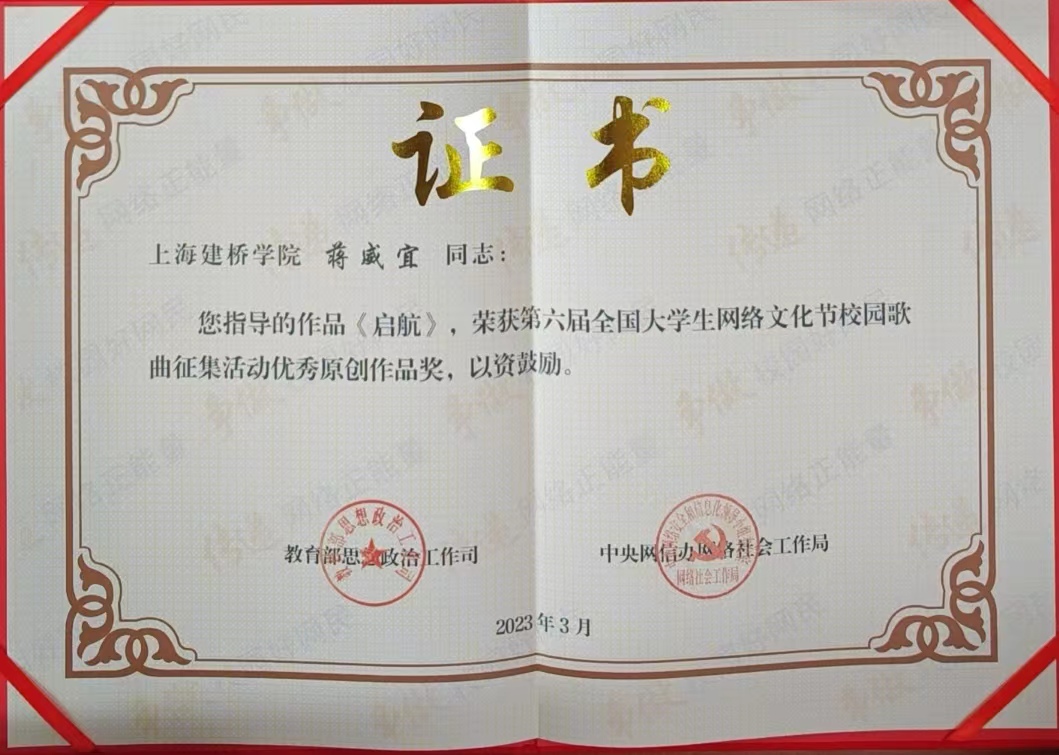 证书
上海建桥学院 蒋威宜 同志：
您指导的作品《启航》，荣获第六届全国大学生网络文化节校园歌
曲征集活动优秀原创作品奖，以资鼓励。
教育部思想政治工作司
中央网信办网络社会工作局
2023年3月